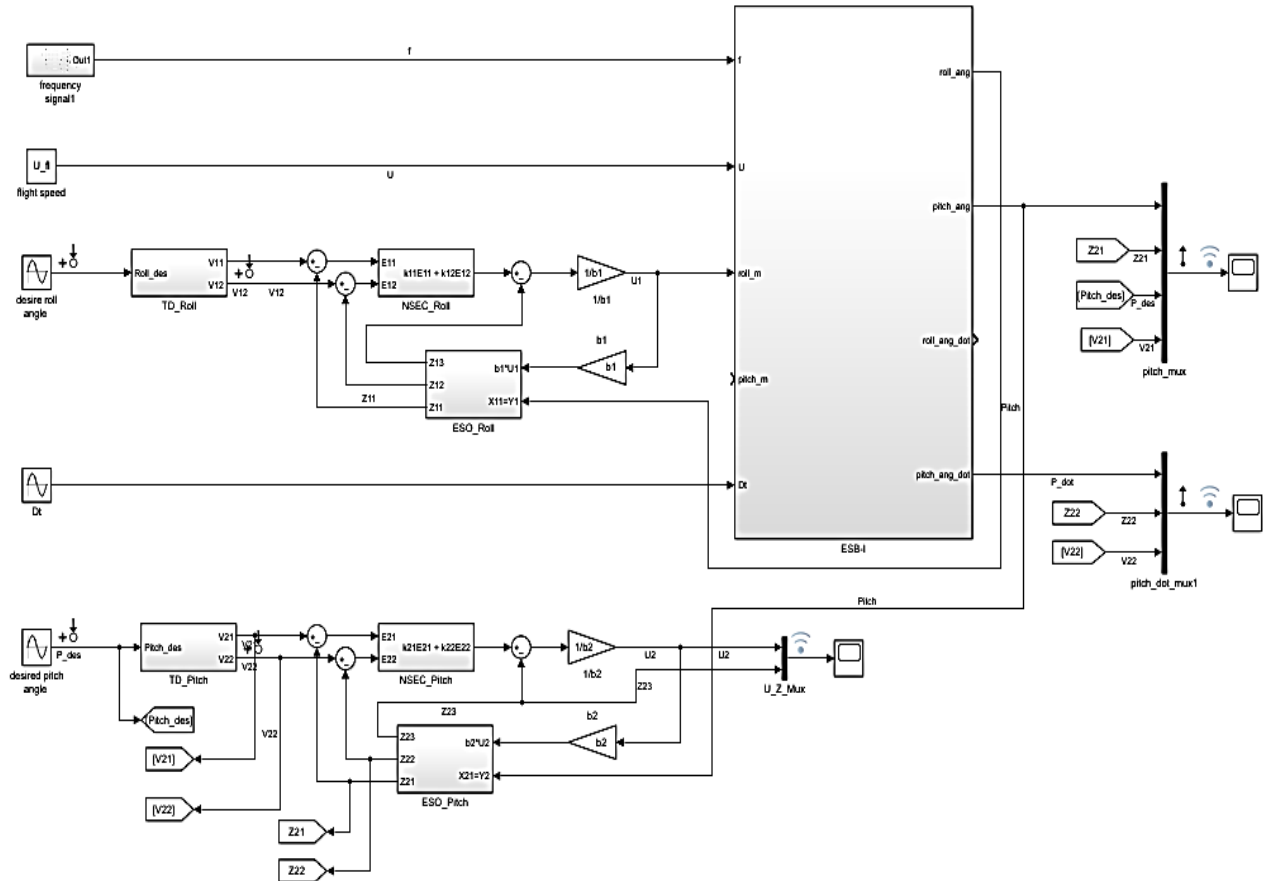 f
Out1
frequency
signal1
f
roll_ang
U_fl
flight speed
U
U
pitch_ang
Z21
Z21
[Pitch_des]
P_des
[V21]
V21
pitch_mux
desire roll
angle
Roll_des
V11
V12
TD_Roll
V12
V12
E11
E12
k11E11 + k12E12
NSEC_Roll
1/b1
1/b1
U1
roll_m
b1
b1
Z13
Z12
Z11
Z11
b1*U1
X11=Y1
ESO_Roll
pitch_m
roll_ang_dot
Pitch
Dt
Dt
pitch_ang_dot
P_dot
Z22
Z22
[V22]
V22
pitch_dot_mux1
ESB-I
Pitch
P_des
desired pitch
angle
Pitch_des
V21
V22
TD_Pitch
V22
E21
E22
k21E21 + k22E22
NSEC_Pitch
1/b2
1/b2
U2
U2
U_Z_Mux
Z23
Z23
b2
b2
[Pitch_des]
V22
[V21]
[V22]
Z23
Z22
Z21
b2*U2
X21=Y2
ESO_Pitch
Z21
Z22